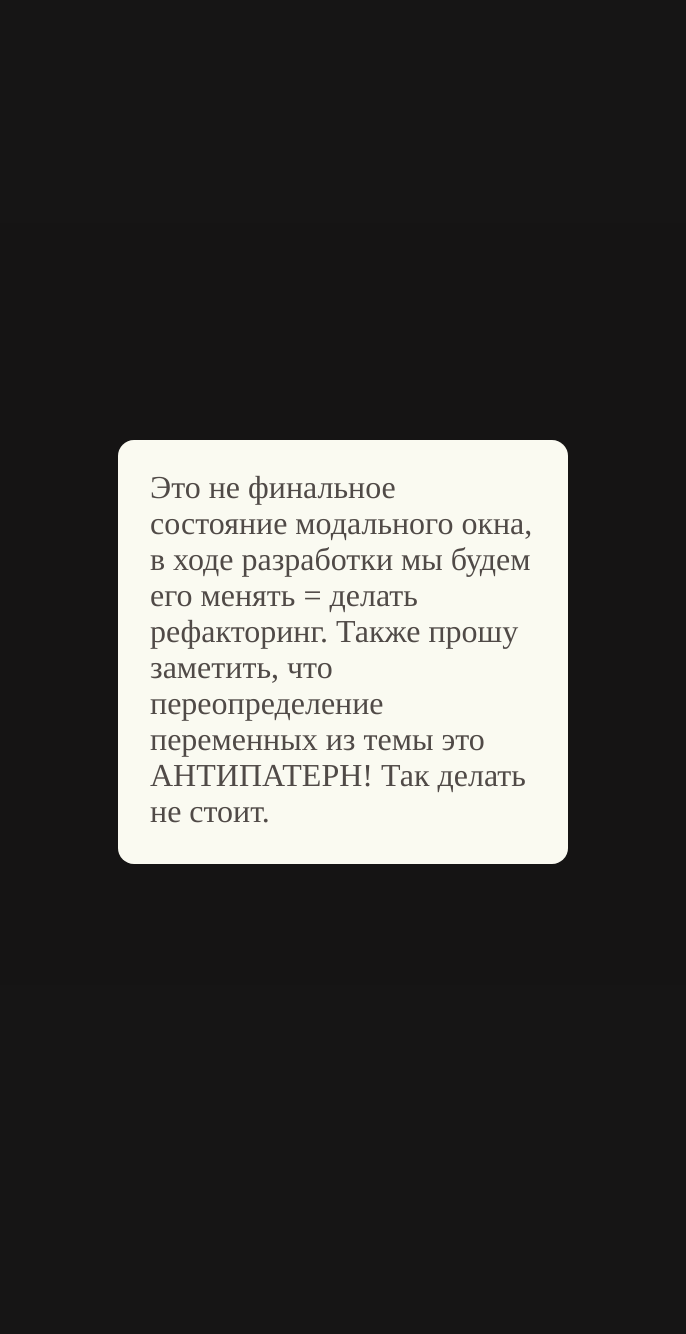 Это не финальное
состояние модального окна,
в ходе разработки мы будем
его менять = делать
рефакторинг. Также прошу
заметить, что
переопределение
переменных из темы это
АНТИПАТЕРН! Так делать
не стоит.